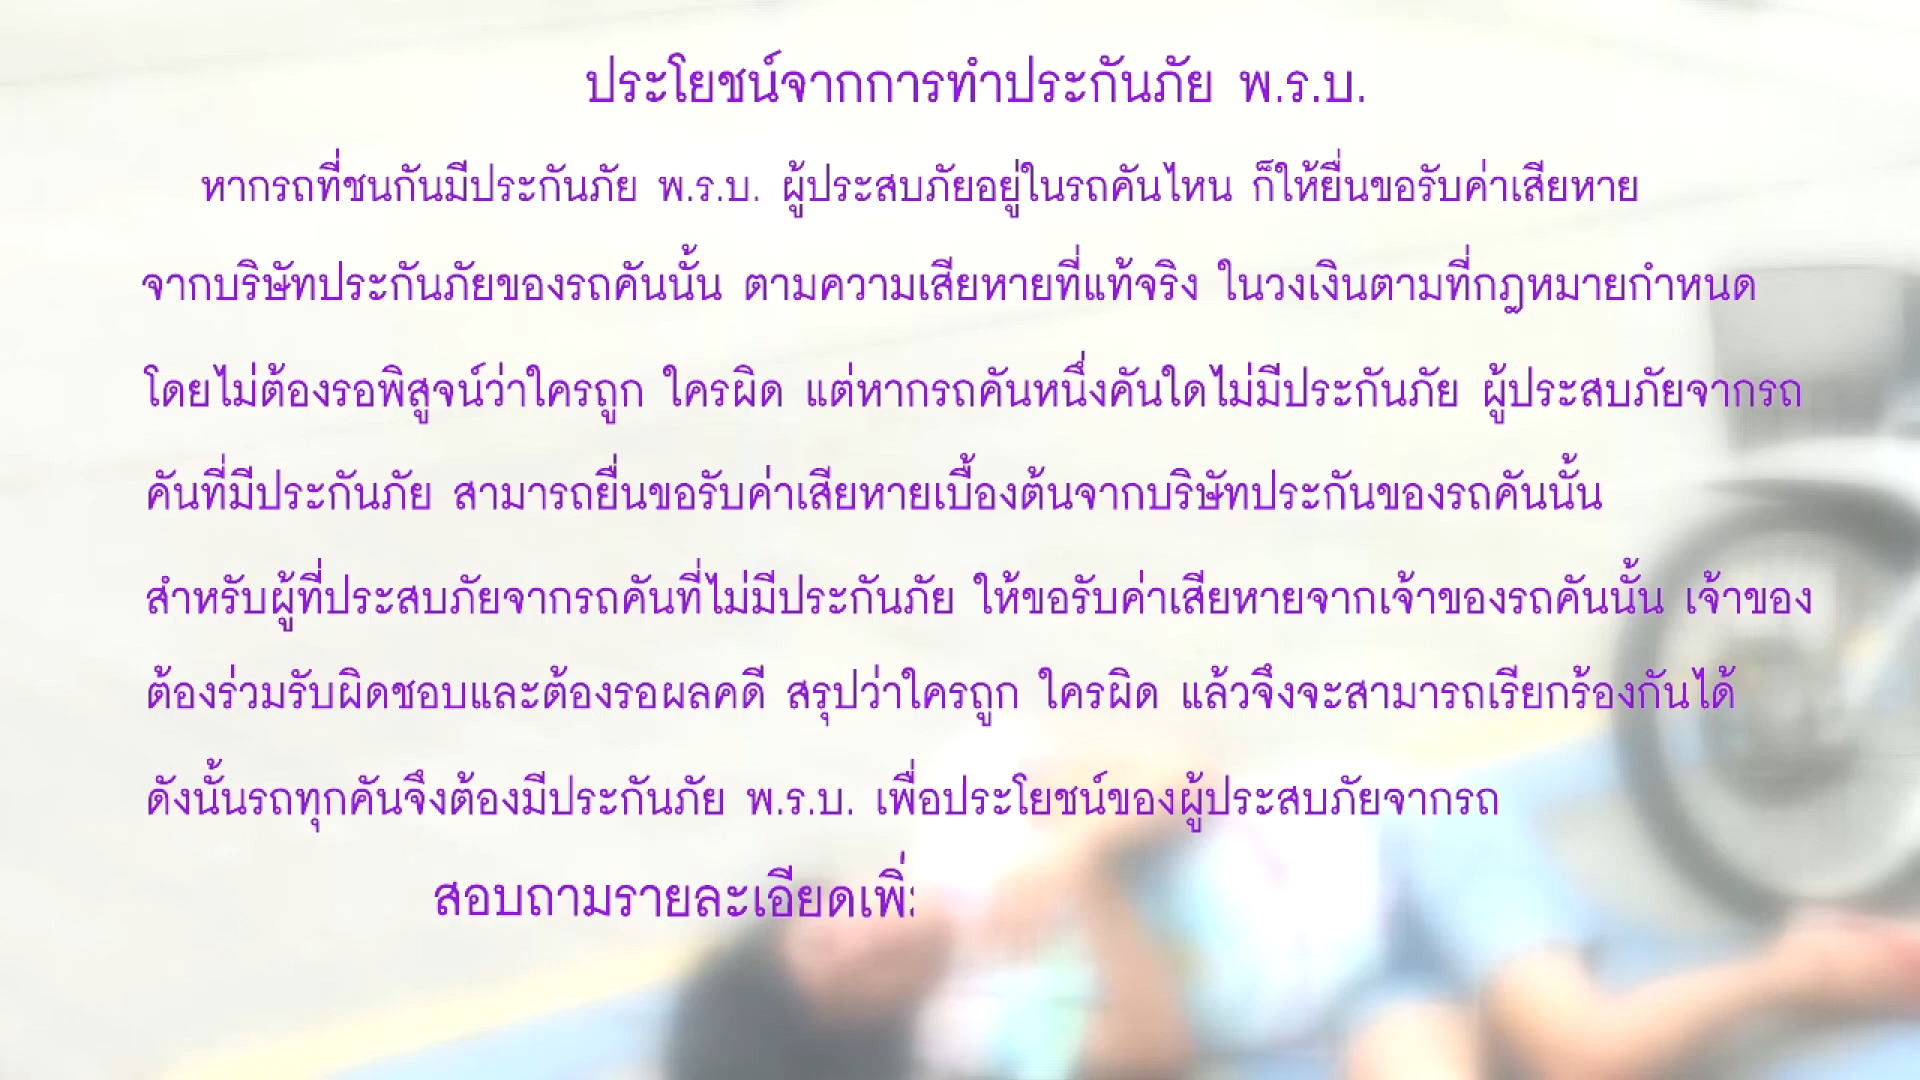 ประโยชน์จากการทำประกันภัย พ.ร.บ.
หากรถที่ชนกันมีประกันภัย พ.ร.บ. ผู้ประสบภัยอยู่ในรถคันไหน ก็ให้ยื่นขอรับค่าเสียหาย
จากบริษัทประกันภัยของรถคันนั้น ตามความเสียหายที่แท้จริง ในวงเงินตามที่กฎหมายกำหนด
โดยไม่ต้องรอพิสูจน์ว่าใครถูก ใครผิด แต่หากรถคันหนึ่งคันใดไม่มีประกันภัย ผู้ประสบภัยจากรถ
คันที่มีประกันภัย สามารถยื่นขอรับค่าเสียหายเบื้องต้นจากบริษัทประกันของรถคันนั้น
สำหรับผู้ที่ประสบภัยจากรถคันที่ไม่มีประกันภัย ให้ขอรับค่าเสียหายจากเจ้าของรถคันนั้น เจ้าของ
ต้องร่วมรับผิดชอบและต้องรอผลคดี สรุปว่าใครถูก ใครผิด แล้วจึงจะสามารถเรียกร้องกันได้
ดังนั้นรถทุกคันจึงต้องมีประกันภัย พ.ร.บ. เพื่อประโยชน์ของผู้ประสบภัยจากรถ
สอบถามรายละเอียด